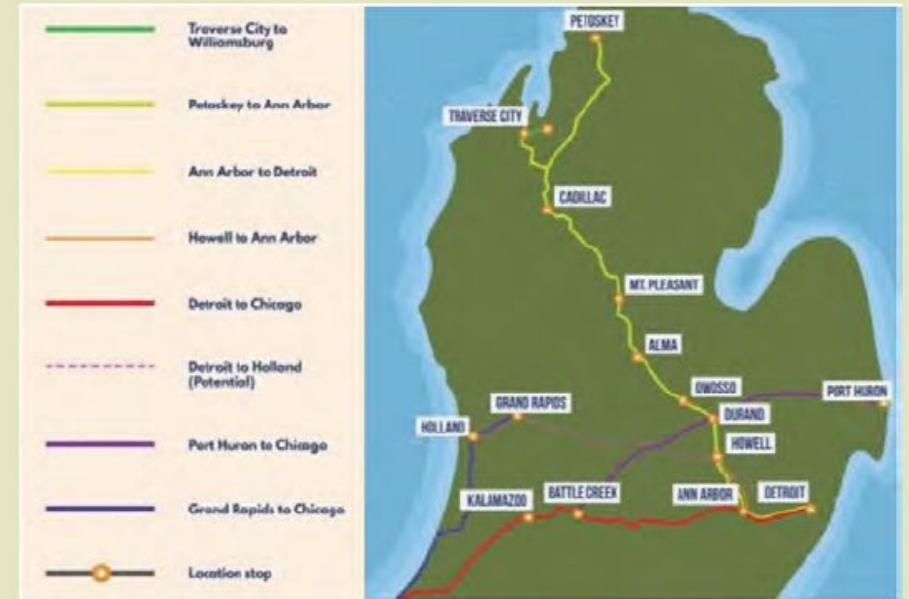 Traverse City to
Williamsburg
Petoskey to Ann Arbor
Ann Arbor to Detroit
Howell to Ann Arbor
Detroit to Chicago
Detroit to Holland
(Potential)
Port Huron to Chicago
Grand Rapids to Chicago
Location stop
PETOSKEY
TRAVERSE CITY
CADILLAC
MT. PLEASANT
ALMA
OWOSSO
PORT HURON
GRAND RAPIDS
DURAND
HOLLAND
HOWELL
KALAMAZOO
BATTLE CREEK
ANN ARBOR
DETROIT